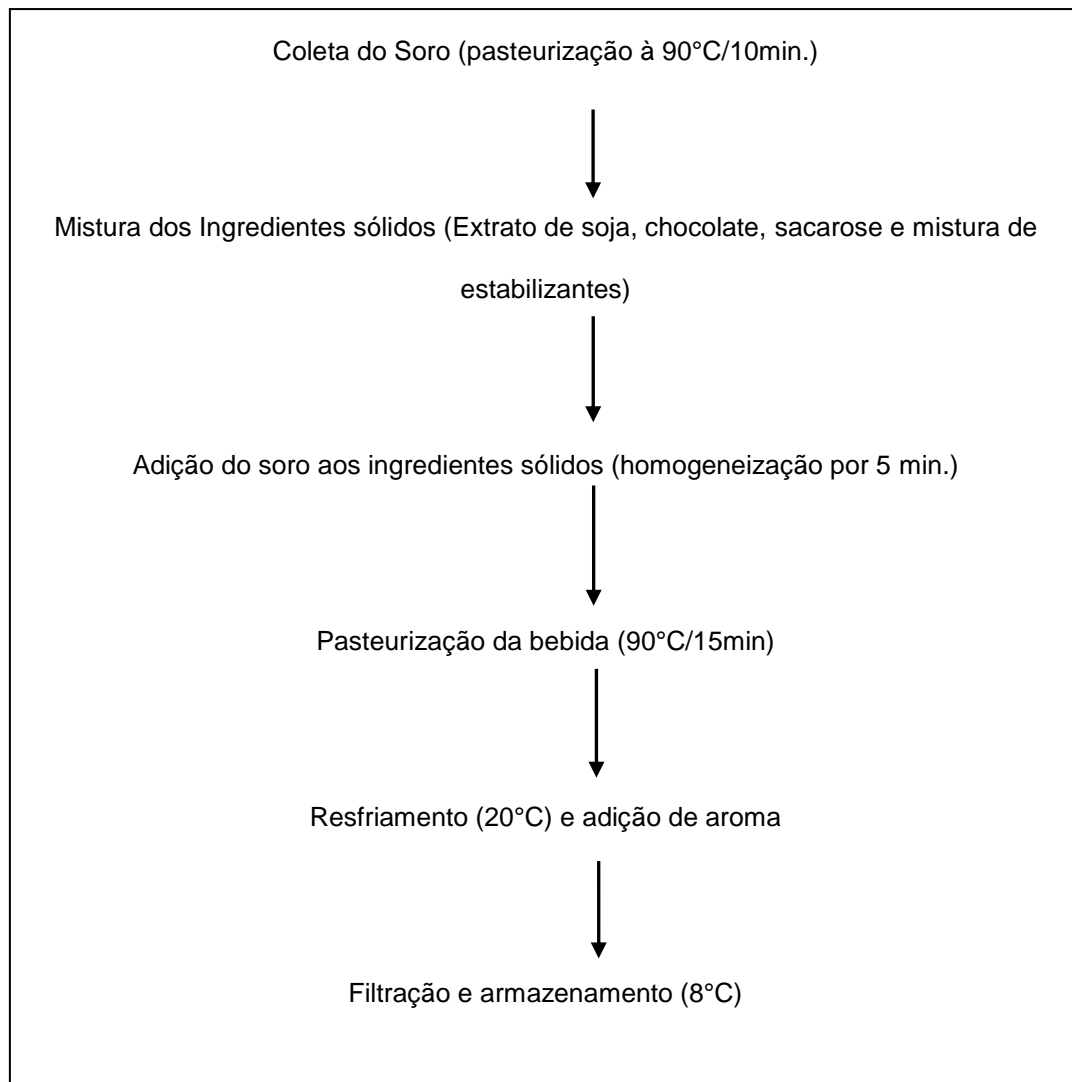 Coleta do Soro (pasteurização à 90°C/10min.)
Mistura dos Ingredientes sólidos (Extrato de soja, chocolate, sacarose e mistura de
estabilizantes)
Adição do soro aos ingredientes sólidos (homogeneização por 5 min.)
Pasteurização da bebida (90°C/15min)
Resfriamento (20°C) e adição de aroma
Filtração e armazenamento (8°C)